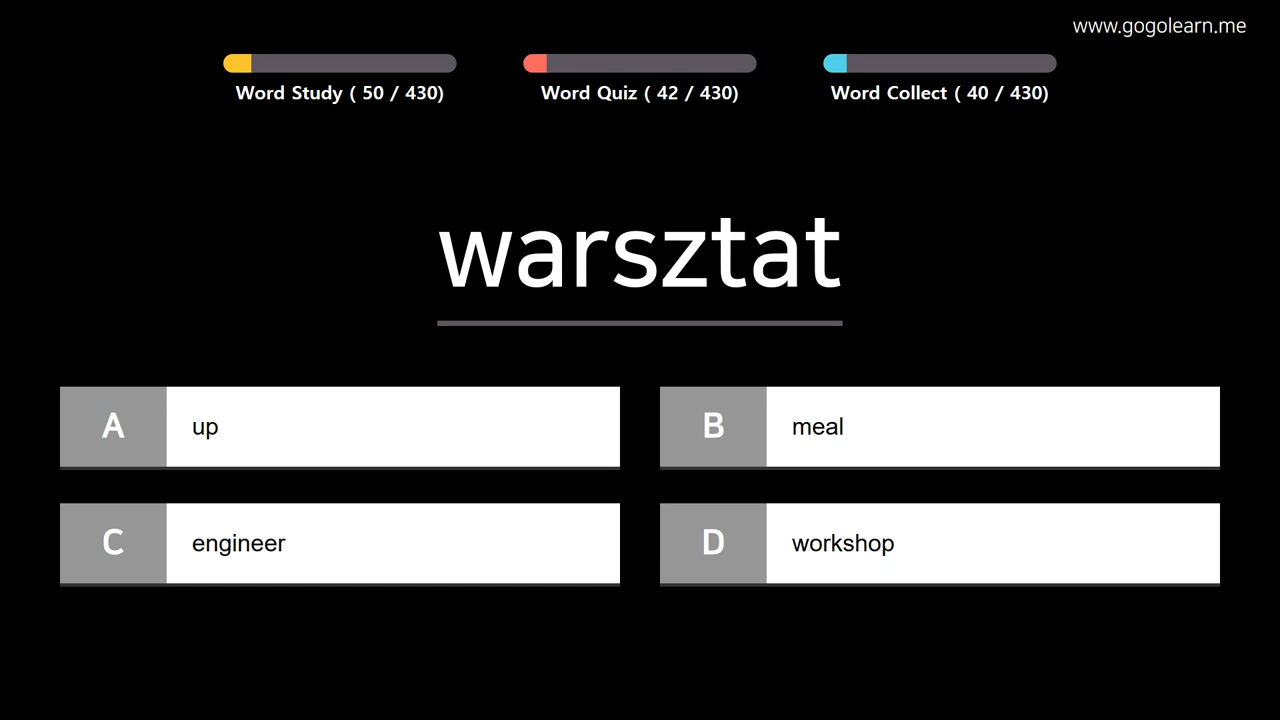 www.gogolearn.me
Word Study ( 50 / 430)
Word Quiz ( 42 / 430)
Word Collect ( 40 / 430)
warsztat
A up
B meal
C engineer
D workshop